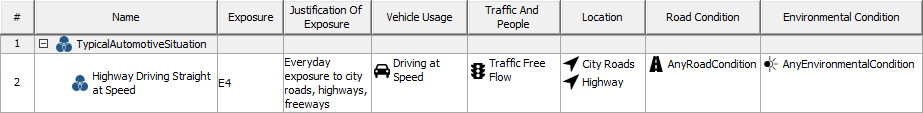 # Name Exposure Justification Of Exposure Vehicle Usage Traffic And People Location Road Condition Environmental Condition
1 TypicalAutomotiveSituation
2 Highway Driving Straight at Speed E4 Everyday exposure to city roads, highways, freeways Driving at Speed Traffic Free Flow City Roads Highway AnyRoadCondition AnyEnvironmentalCondition